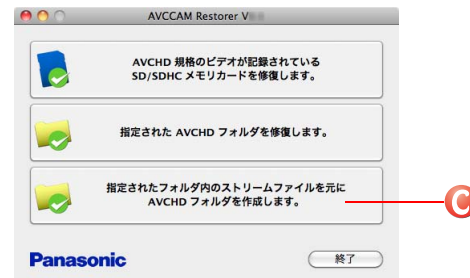 AVCCAM Restorer V
AVCHD 規格のビデオが記録されている
SD/SDHC メモリカードを修復します。
指定された AVCHD フォルダを修復します。
指定されたフォルダ内のストリームファイルを元に
AVCHD フォルダを作成します。
C
Panasonic
終了